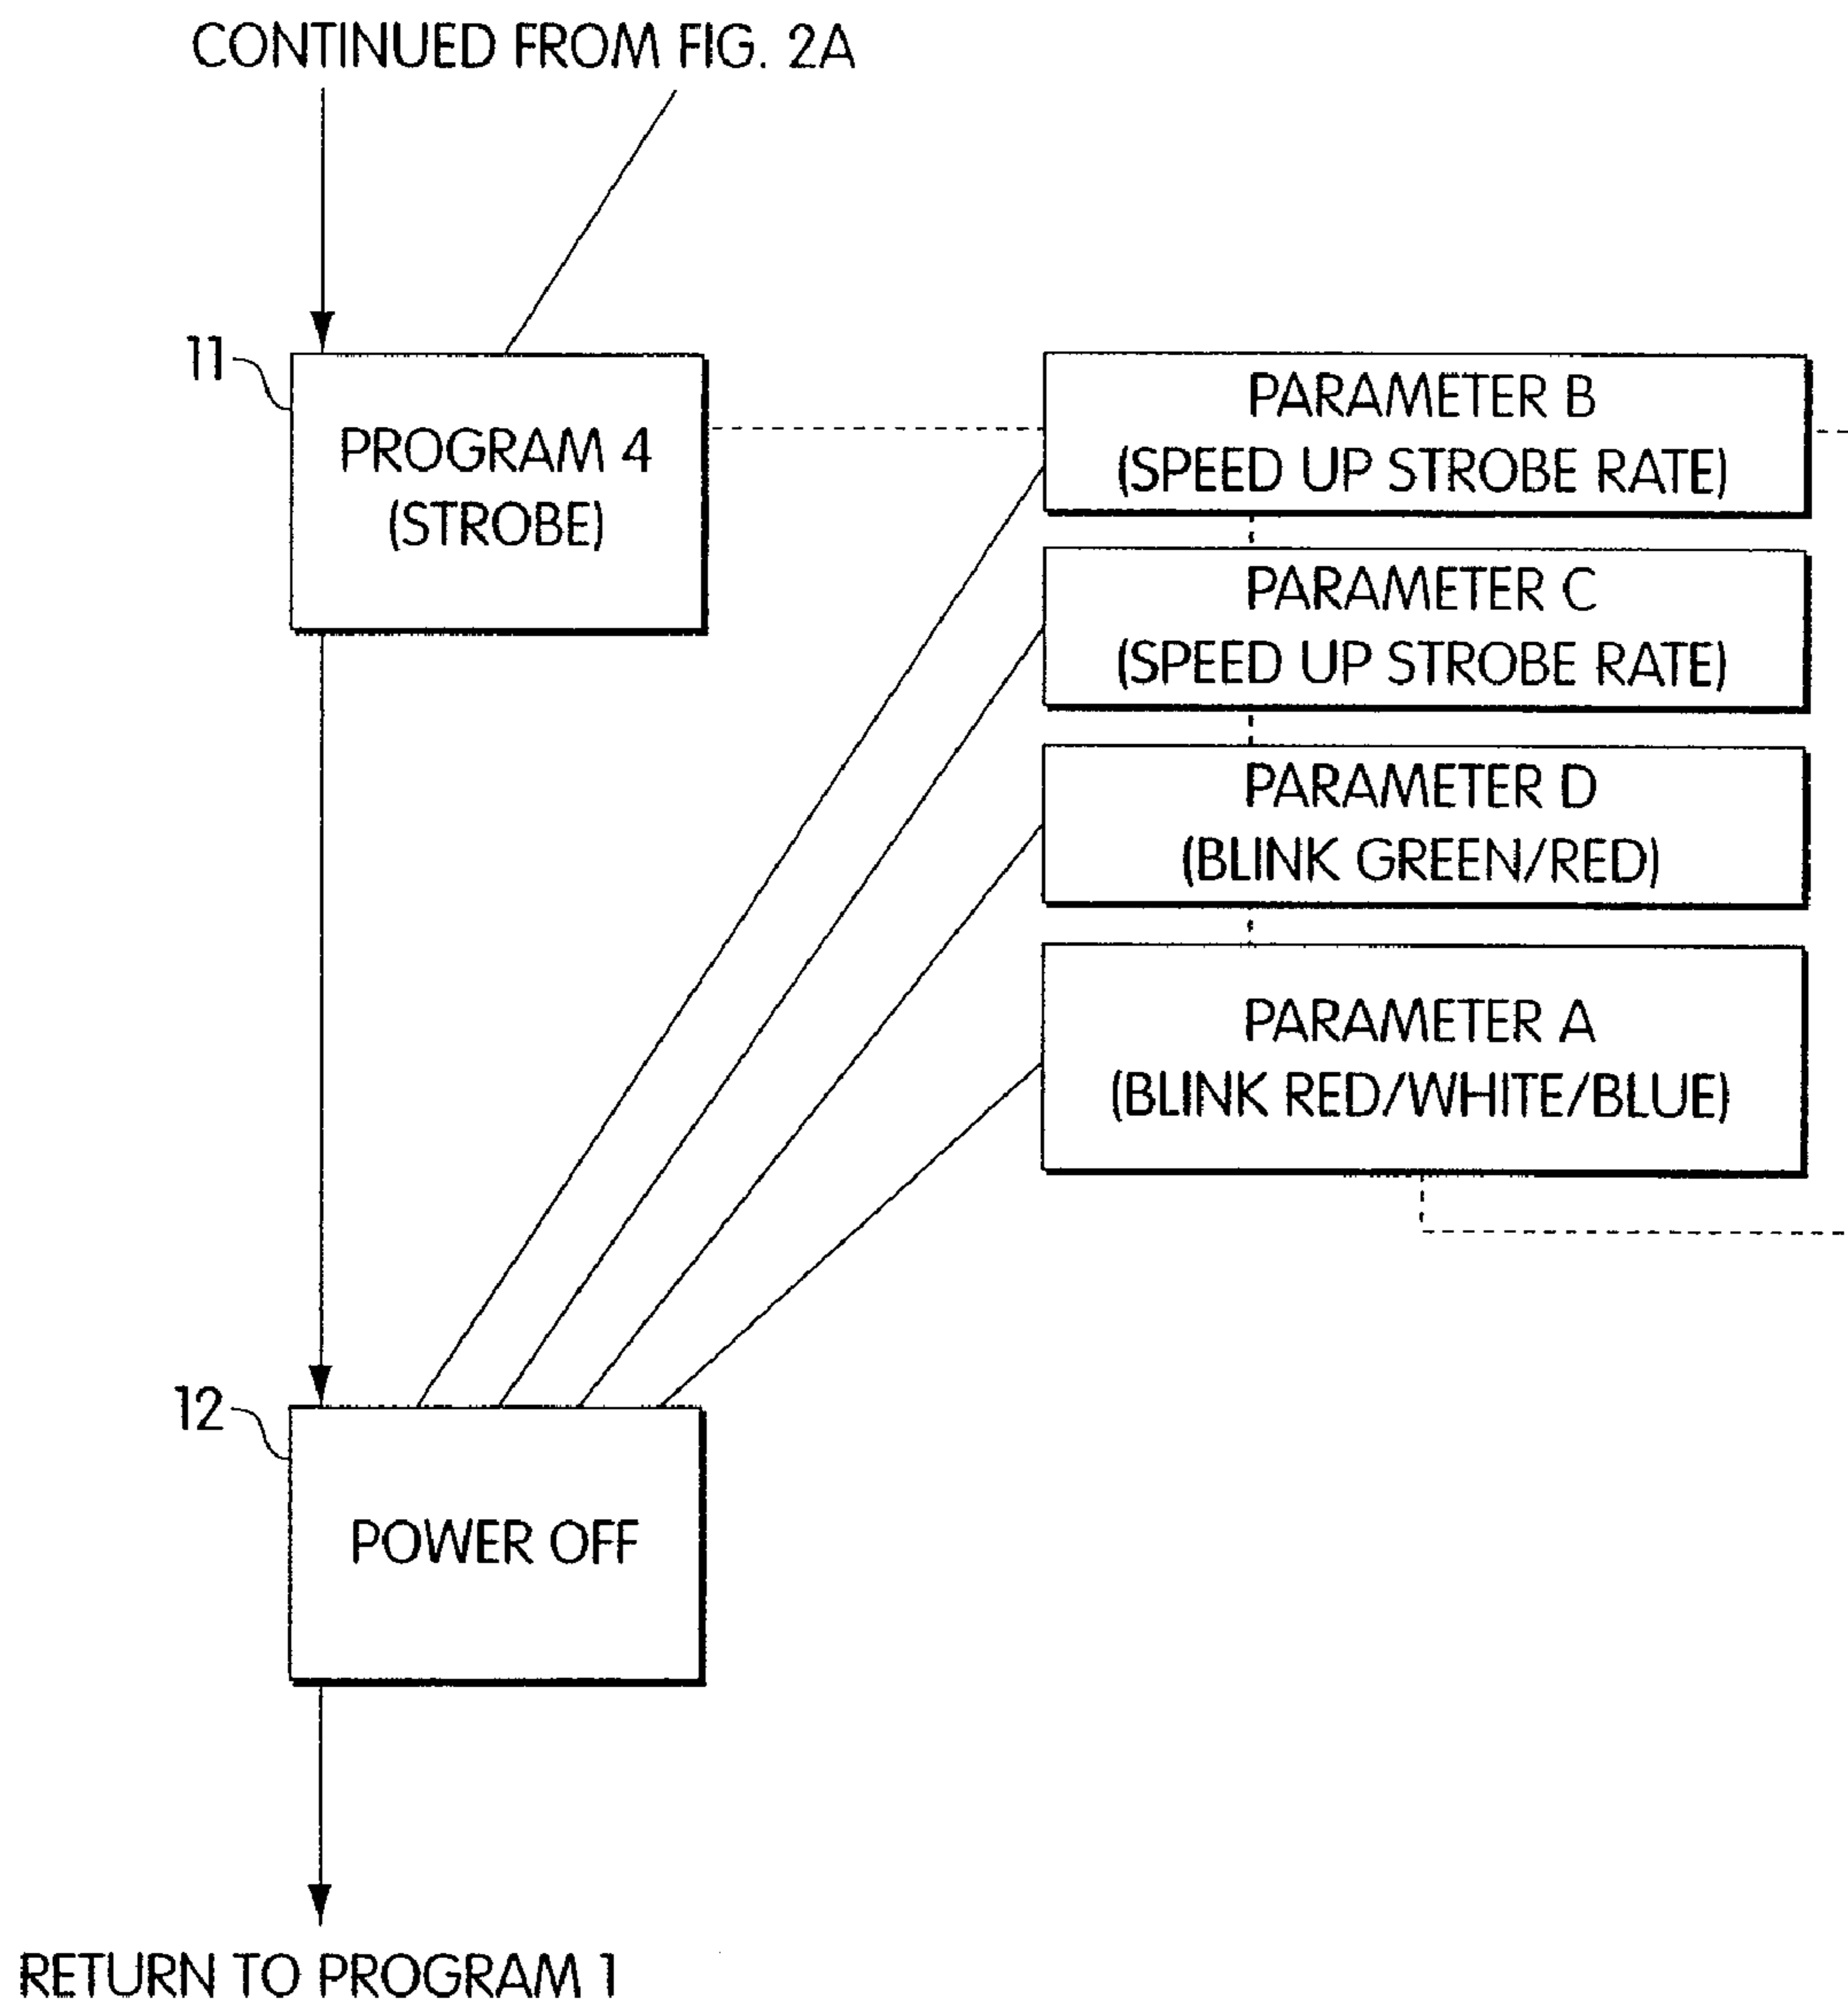 CONTINUED FROM FIG. 2A
11
PROGRAM 4
(STROBE)
PARAMETER B
(SPEED UP STROBE RATE)
PARAMETER C
(SPEED UP STROBE RATE)
PARAMETER D
(BLINK GREEN/RED)
PARAMETER A
(BLINK RED/WHITE/BLUE)
12
POWER OFF
RETURN TO PROGRAM 1